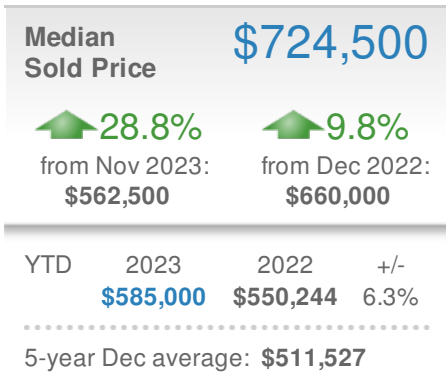 Median $724,500
Sold Price
28.8% 9.8%
from Nov 2023: from Dec 2022:
$562,500 $660,000
YTD 2023 2022 +/-
$585,000 $550,244 6.3%
5-year Dec average: $511,527